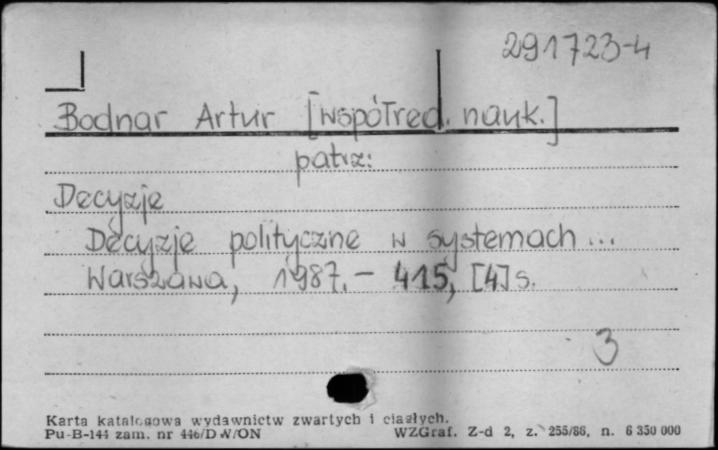 291723-4
Bodnar Artur [współred. nauk.]
patrz:
Decyzje
Decyzje polityczne w systemach...
Warszawa, 1987. - 415, [4] s.
3
Karta katalogowa wydawnictw zwartych i ciągłych.
Pu-B-144 zam. nr 446/DW/ON WZGraf. Z-d 2, z. 255/86, n. 6 350 000